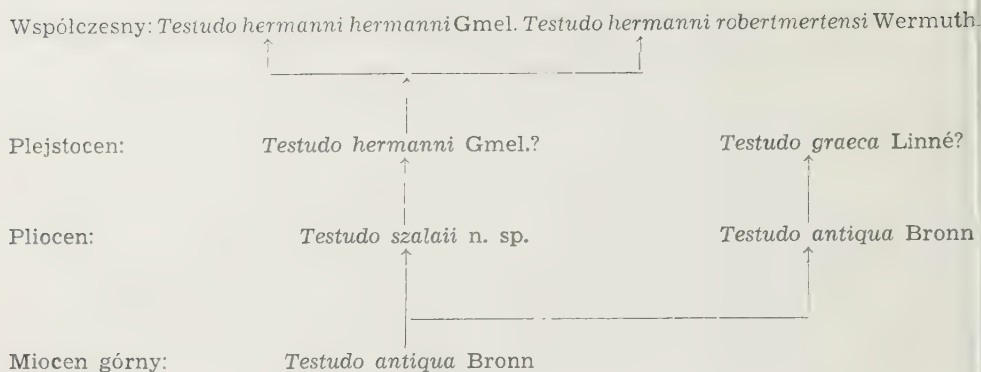 Współczesny: Testudo hermanni hermanni Gmel. Testudo hermanni robertmertensi Wermuth.
Plejstocen: Testudo hermanni Gmel.? Testudo graeca Linné?
Pliocen: Testudo szalaii n. sp. Testudo antiqua Bronn
Miocen górny: Testudo antiqua Bronn